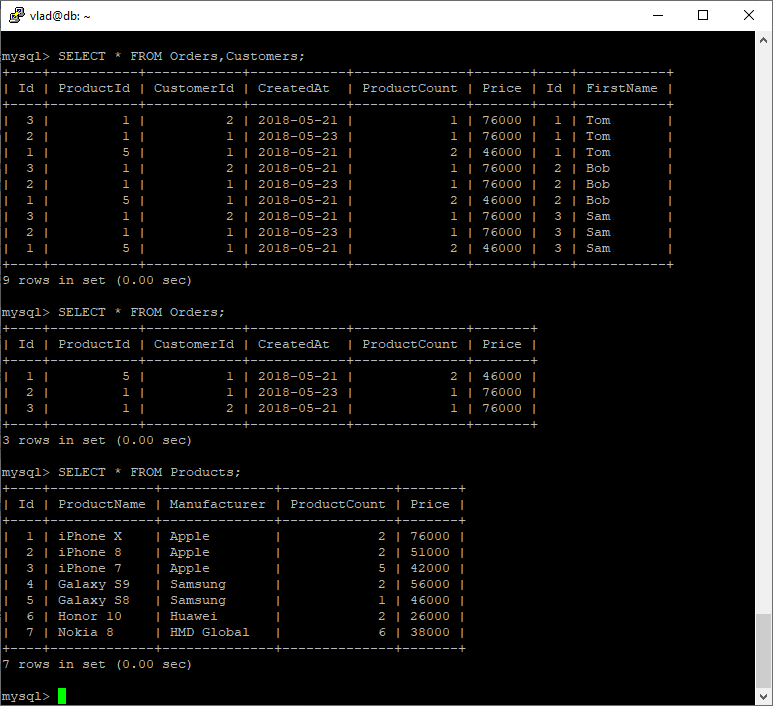 vlad@db: ~
mysql> SELECT * FROM Orders,Customers;
+----+-----------+------------+------------+--------------+-------+----+-----------+
| Id | ProductId | CustomerId | CreatedAt  | ProductCount | Price | Id | FirstName |
+----+-----------+------------+------------+--------------+-------+----+-----------+
|  3 |         1 |          2 | 2018-05-21 |            1 | 76000 |  1 | Tom       |
|  2 |         1 |          1 | 2018-05-23 |            1 | 76000 |  1 | Tom       |
|  1 |         5 |          1 | 2018-05-21 |            2 | 46000 |  1 | Tom       |
|  3 |         1 |          2 | 2018-05-21 |            1 | 76000 |  2 | Bob       |
|  2 |         1 |          1 | 2018-05-23 |            1 | 76000 |  2 | Bob       |
|  1 |         5 |          1 | 2018-05-21 |            2 | 46000 |  2 | Bob       |
|  3 |         1 |          2 | 2018-05-21 |            1 | 76000 |  3 | Sam       |
|  2 |         1 |          1 | 2018-05-23 |            1 | 76000 |  3 | Sam       |
|  1 |         5 |          1 | 2018-05-21 |            2 | 46000 |  3 | Sam       |
+----+-----------+------------+------------+--------------+-------+----+-----------+
9 rows in set (0.00 sec)
mysql> SELECT * FROM Orders;
+----+-----------+------------+------------+--------------+-------+
| Id | ProductId | CustomerId | CreatedAt  | ProductCount | Price |
+----+-----------+------------+------------+--------------+-------+
|  1 |         5 |          1 | 2018-05-21 |            2 | 46000 |
|  2 |         1 |          1 | 2018-05-23 |            1 | 76000 |
|  3 |         1 |          2 | 2018-05-21 |            1 | 76000 |
+----+-----------+------------+------------+--------------+-------+
3 rows in set (0.00 sec)
mysql> SELECT * FROM Products;
+----+-------------+--------------+--------------+-------+
| Id | ProductName | Manufacturer | ProductCount | Price |
+----+-------------+--------------+--------------+-------+
|  1 | iPhone X    | Apple        |            2 | 76000 |
|  2 | iPhone 8    | Apple        |            2 | 51000 |
|  3 | iPhone 7    | Apple        |            5 | 42000 |
|  4 | Galaxy S9   | Samsung      |            2 | 56000 |
|  5 | Galaxy S8   | Samsung      |            1 | 46000 |
|  6 | Honor 10    | Huawei       |            2 | 26000 |
|  7 | Nokia 8     | HMD Global   |            6 | 38000 |
+----+-------------+--------------+--------------+-------+
7 rows in set (0.00 sec)
mysql>